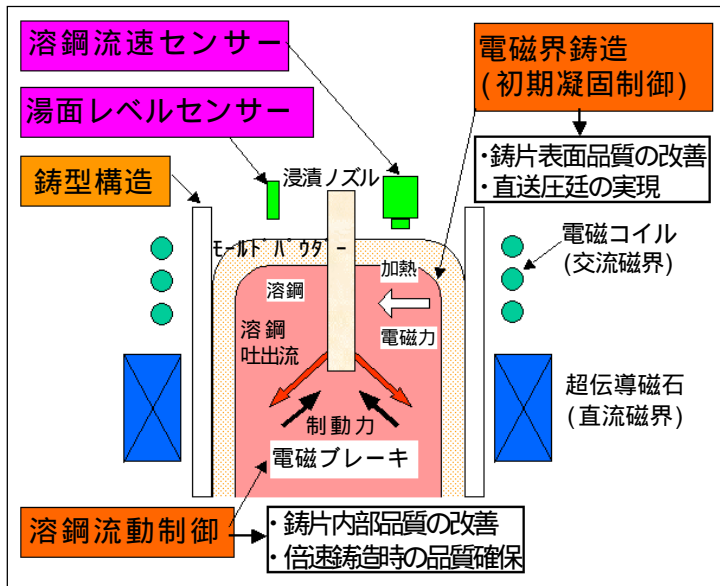 溶鋼流速センサー
電磁界鋳造
(初期凝固制御)
湯面レベルセンサー
・鋳片表面品質の改善
・直送圧延の実現
鋳型構造
浸漬ノズル
電磁コイル
(交流磁界)
モールドパウダー
加熱
溶鋼
電磁力
溶鋼
吐出流
超伝導磁石
(直流磁界)
制動力
電磁ブレーキ
溶鋼流動制御
・鋳片内部品質の改善
・倍速鋳造時の品質確保